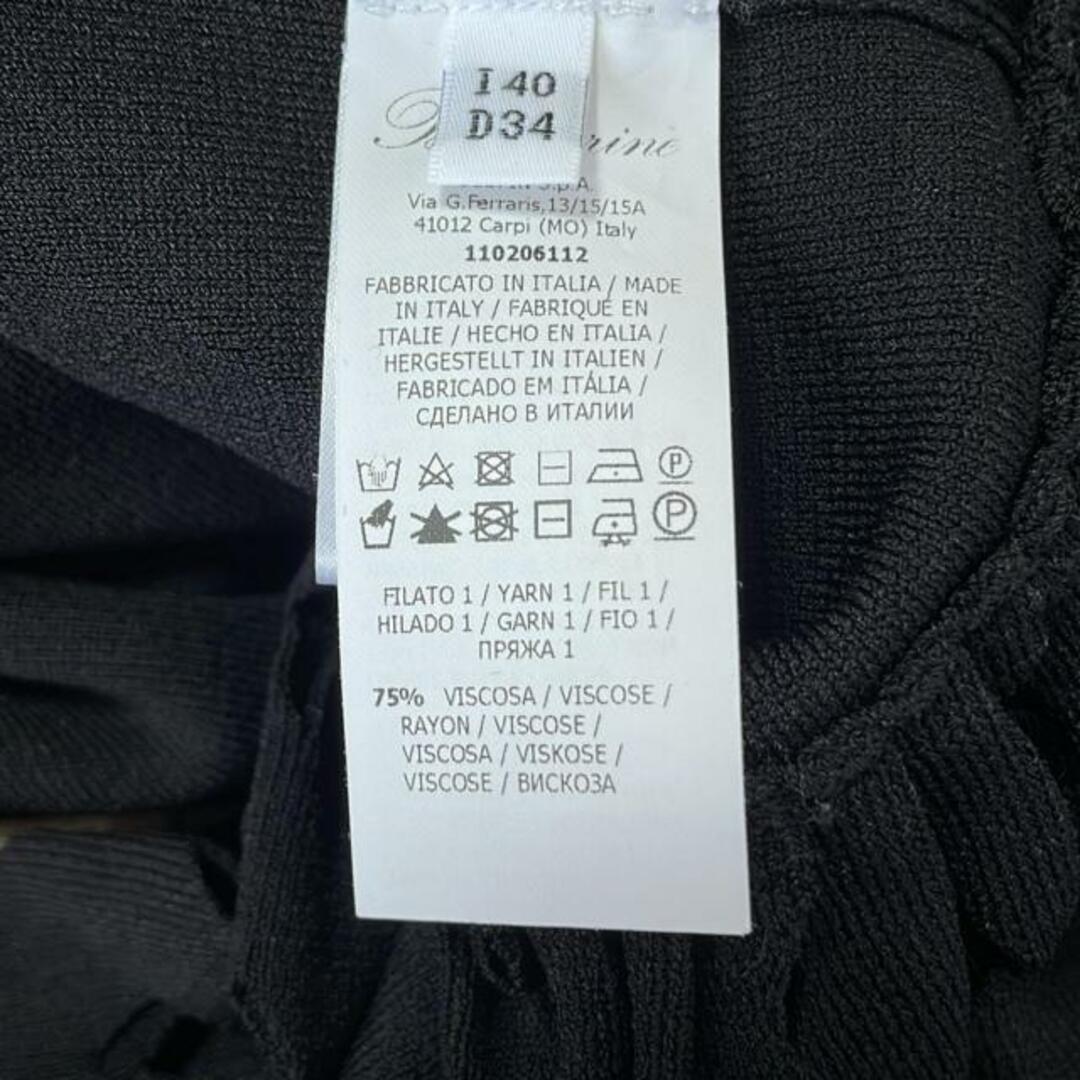 I 40
D34
S.p.A.
Via G.Ferraris,13/15/15A
41012 Carpi (MO) Italy
110206112
FABBRICATO IN ITALIA / MADE
IN ITALY / FABRIQUÉ EN
ITALIE / HECHO EN ITALIA /
HERGESTELLT IN ITALIEN /
FABRICADO EM ITÁLIA /
СДЕЛАНО В ИТАЛИИ
P
P
FILATO 1 / YARN 1 / FIL 1 /
HILADO 1 / GARN 1 / FIO 1 /
ПРЯЖА 1
75% VISCOSA / VISCOSE /
RAYON / VISCOSE /
VISCOSA / VISKOSE /
VISCOSE / ВИСКОЗА